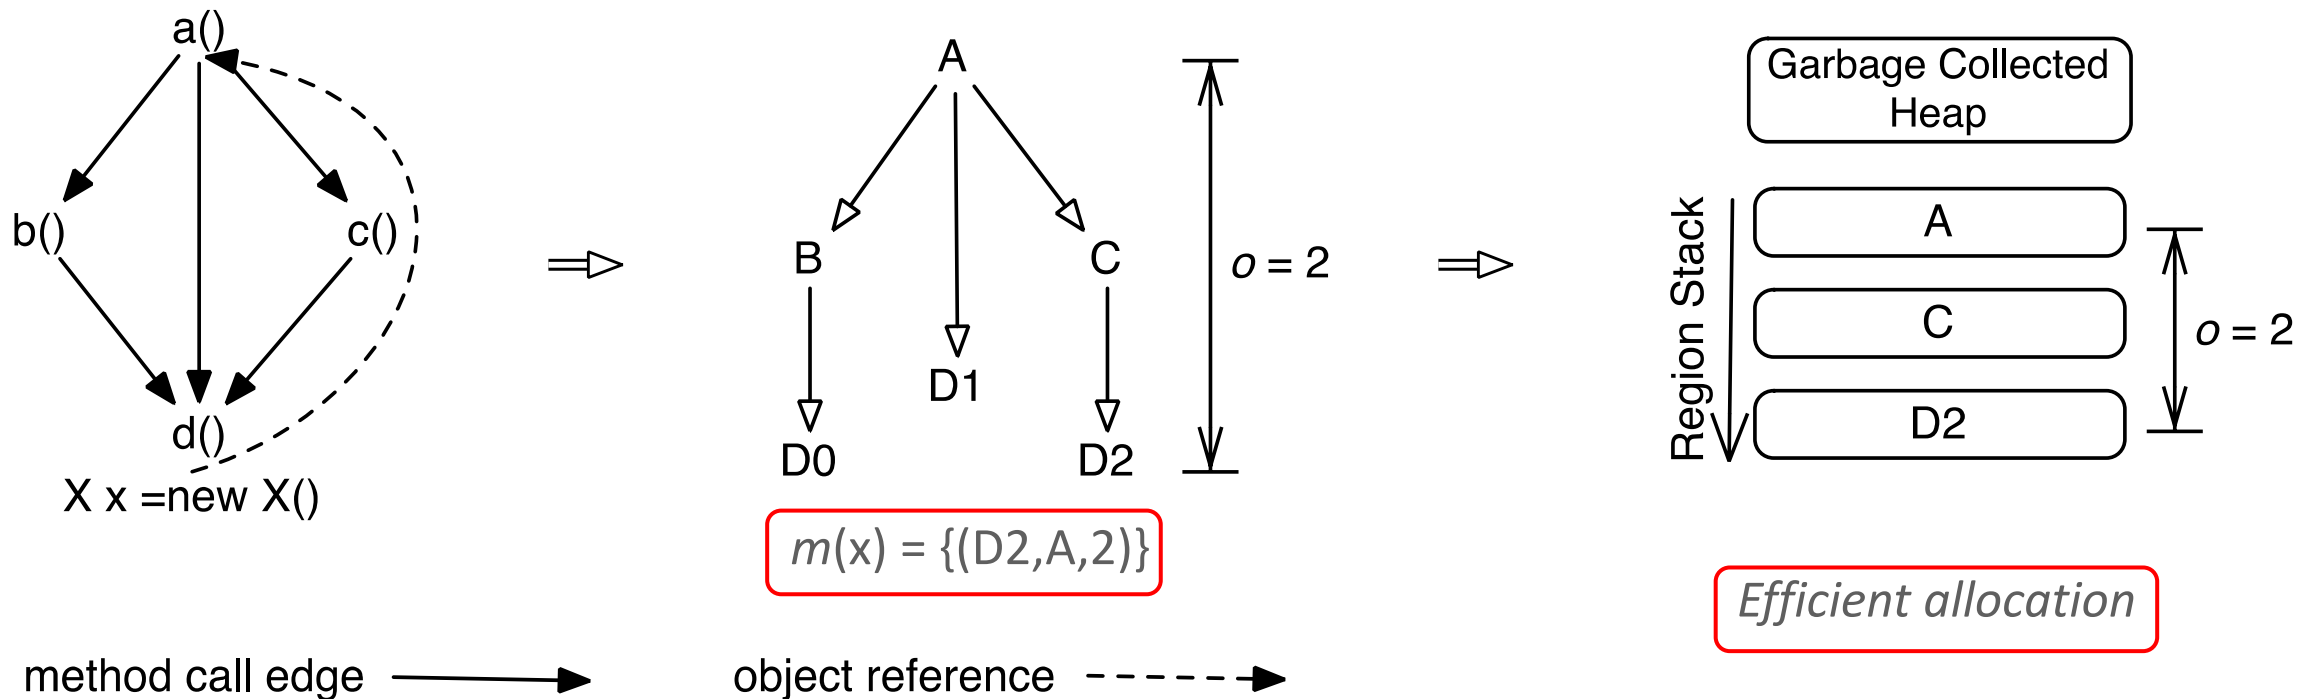 a()
b()
c()
d()
X x =new X()
A
B
C
D1
D0
D2
o = 2
m(x) = {(D2,A,2)}
Garbage Collected
Heap
Region Stack
A
C
D2
o = 2
Efficient allocation
method call edge
object reference